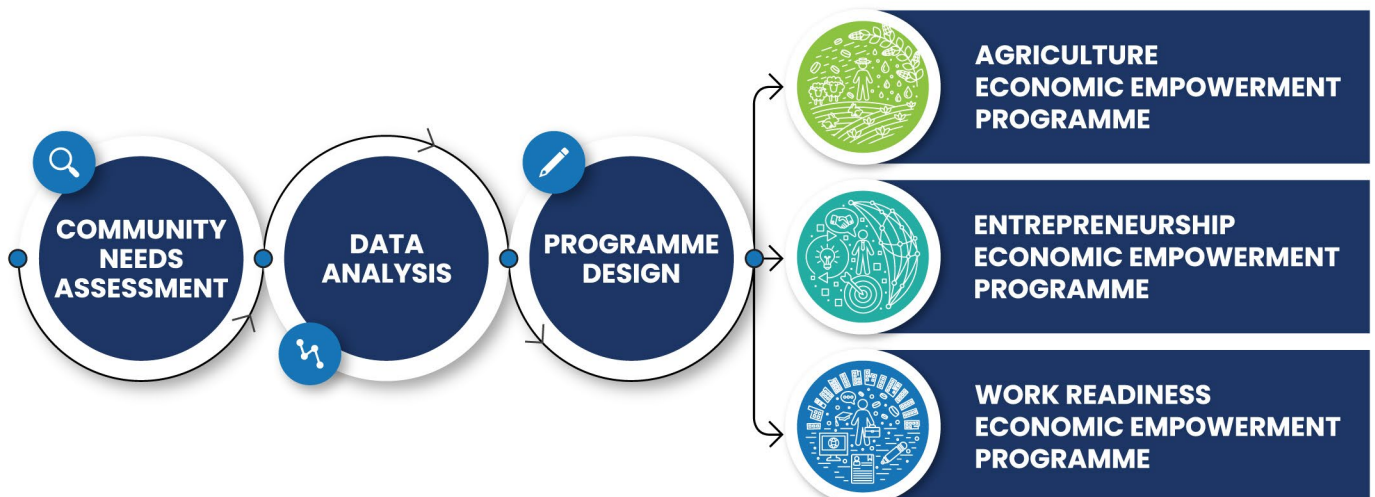 COMMUNITY
NEEDS
ASSESSMENT
DATA
ANALYSIS
PROGRAMME
DESIGN
AGRICULTURE
ECONOMIC EMPOWERMENT
PROGRAMME
ENTREPRENEURSHIP
ECONOMIC EMPOWERMENT
PROGRAMME
WORK READINESS
ECONOMIC EMPOWERMENT
PROGRAMME